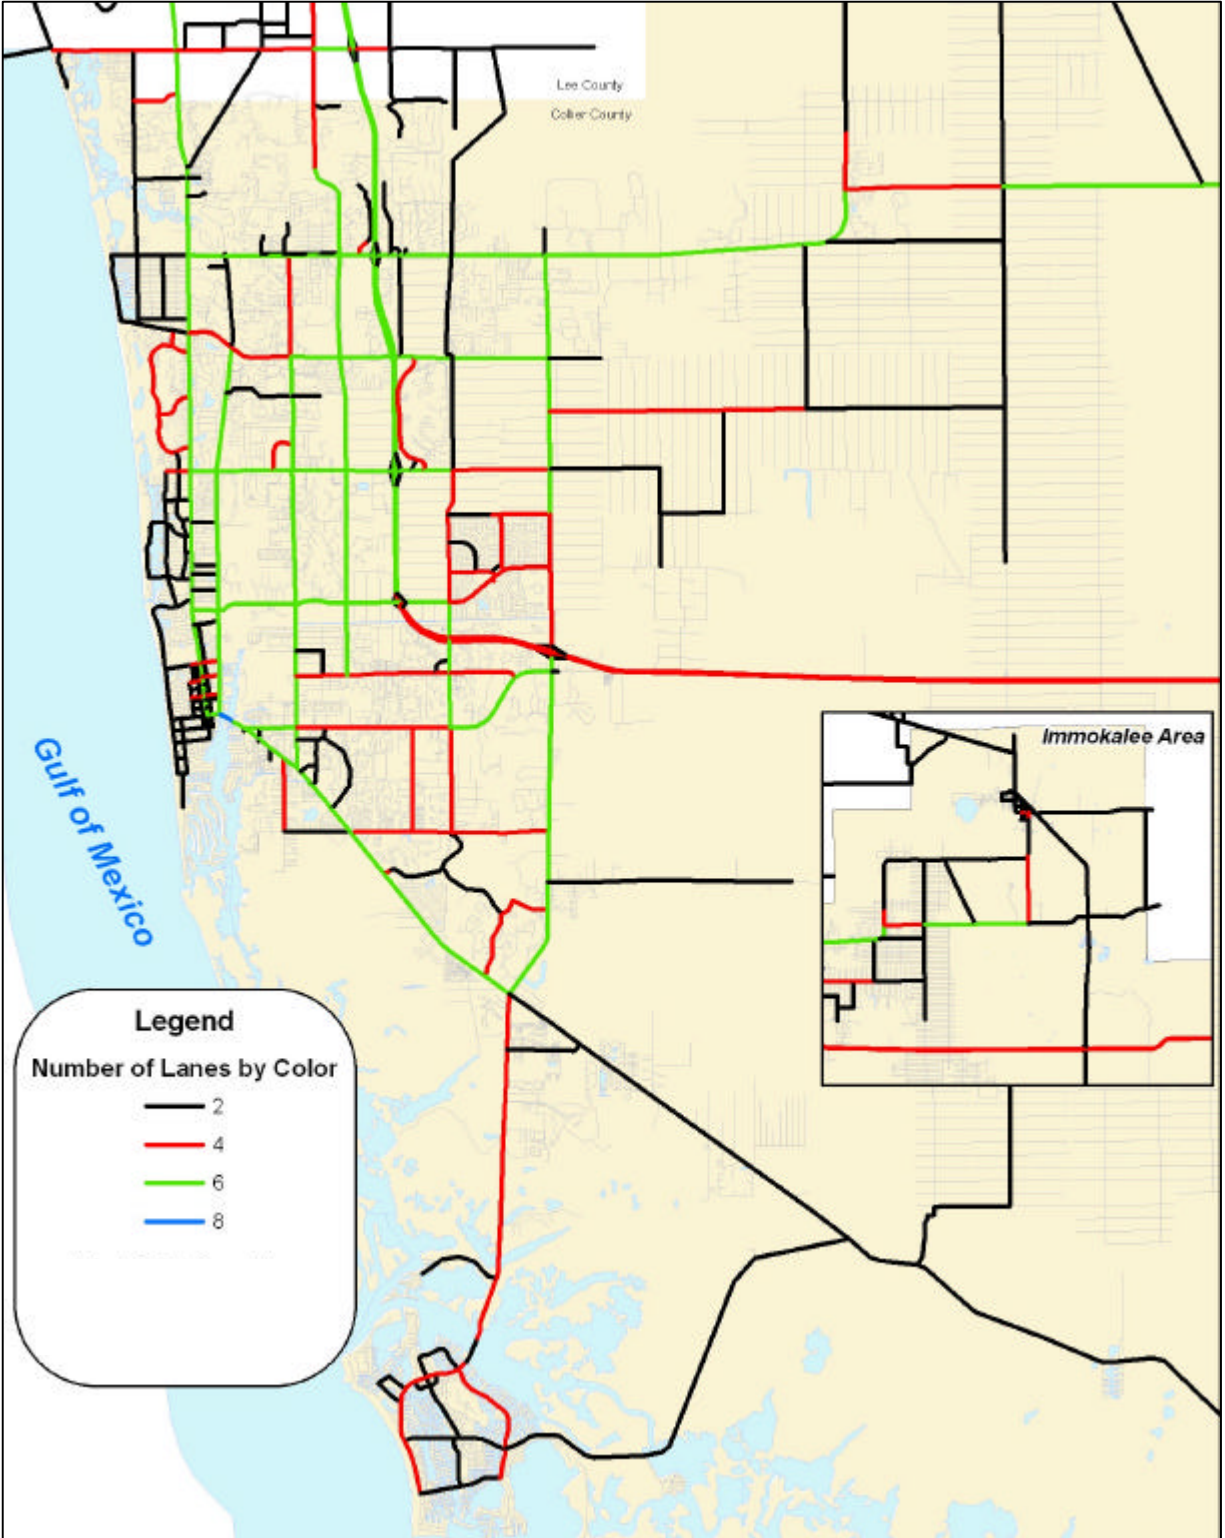 Lee County
Collier County
Immokalee Area
Gulf of Mexico
Legend
Number of Lanes by Color
2
4
6
8